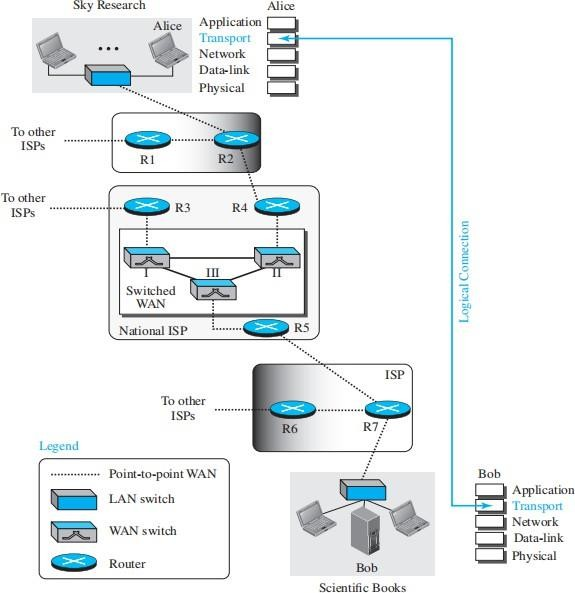 Sky Research
Alice
Alice
Application
Transport
Network
Data-link
Physical
To other
ISPs
R1
R2
To other
ISPs
R3
R4
I
III
II
Switched
WAN
National ISP
R5
Logical Connection
ISP
To other
ISPs
R6
R7
Legend
Point-to-point WAN
LAN switch
WAN switch
Router
Bob
Scientific Books
Bob
Application
Transport
Network
Data-link
Physical